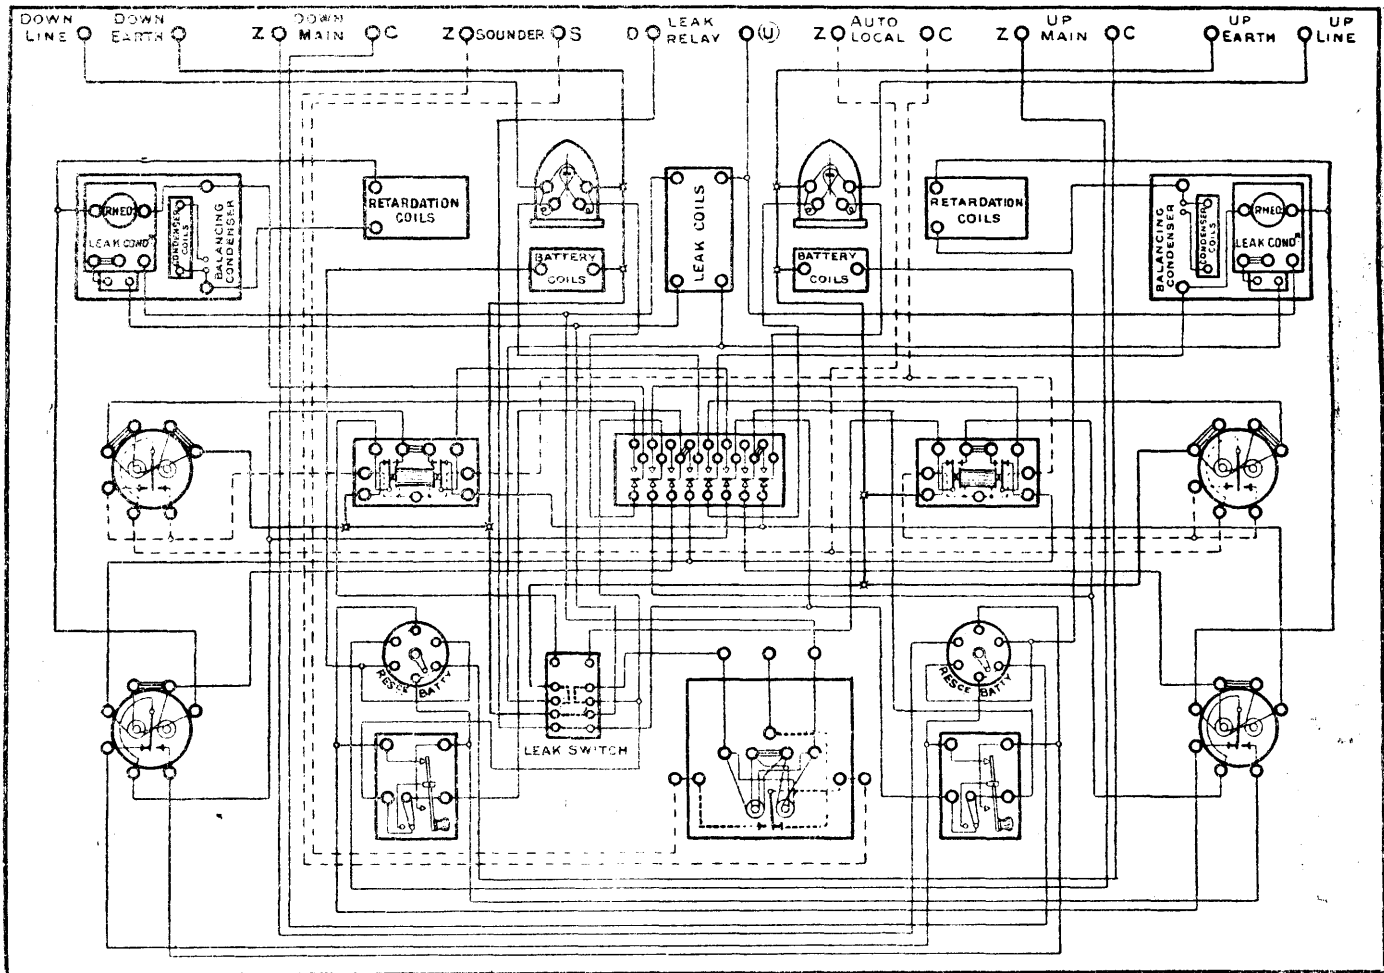 DOWN LINE
DOWN EARTH
Z DOWN MAIN C
Z SOUNDER S
D LEAK RELAY (U)
Z AUTO LOCAL C
Z UP MAIN C
UP EARTH
UP LINE
RHEO
LEAK COND^R
CONDENSER COILS
BALANCING CONDENSER
RETARDATION COILS
BATTERY COILS
LEAK COILS
BATTERY COILS
RETARDATION COILS
BALANCING CONDENSER
CONDENSER COILS
RHEO
LEAK COND^R
RESCE BATTY
LEAK SWITCH
RESCE BATTY